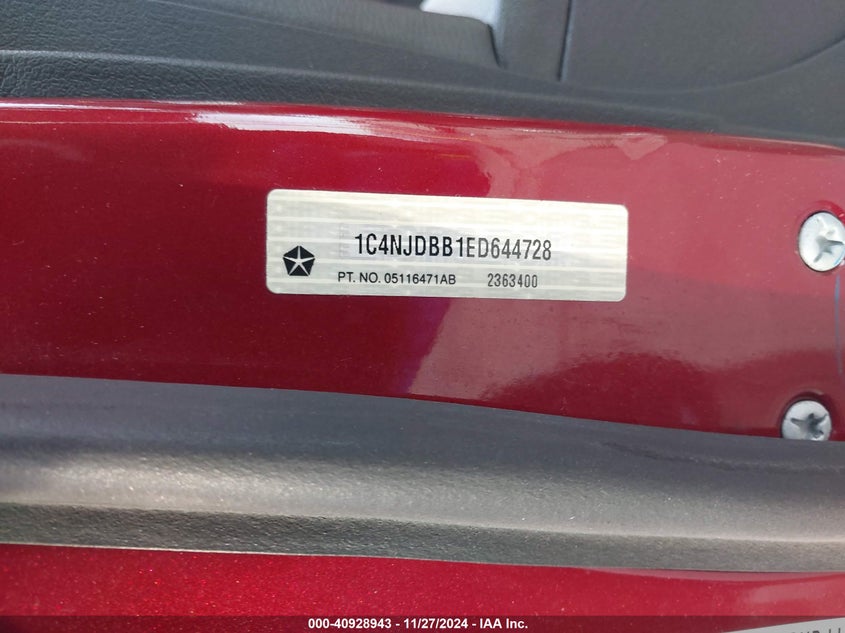 1C4NJDBB1ED644728
PT. NO. 05116471AB 2363400
000-40928943 - 11/27/2024 - IAA Inc.